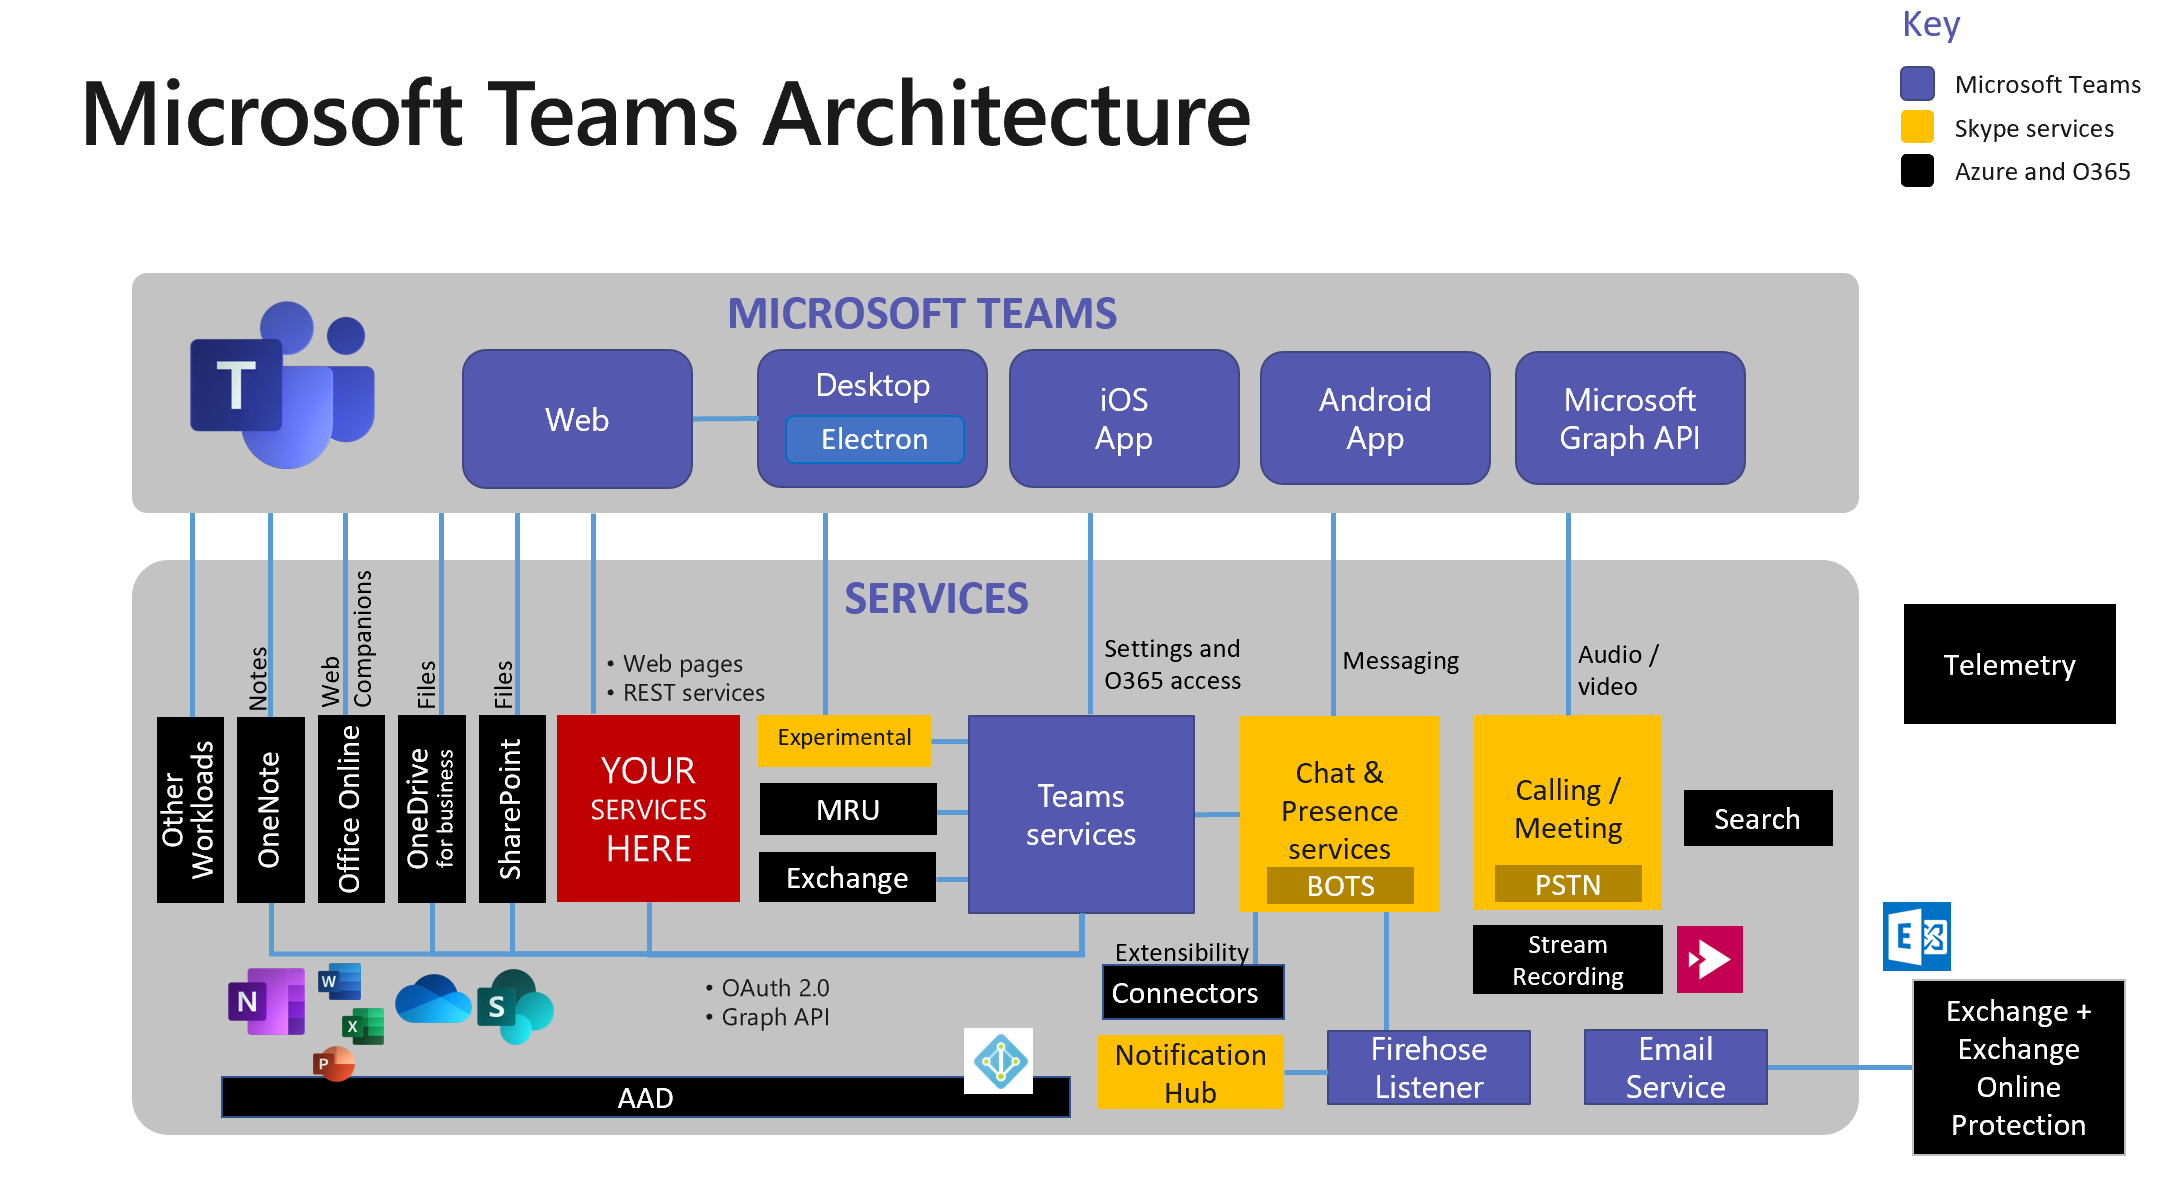 Microsoft Teams Architecture
Key
Microsoft Teams
Skype services
Azure and O365
MICROSOFT TEAMS
T
Web
Desktop
Electron
iOS
App
Android
App
Microsoft
Graph API
SERVICES
Notes
Web
Companions
Files
Files
• Web pages
• REST services
Settings and
O365 access
Messaging
Audio /
video
Telemetry
Other
Workloads
OneNote
Office Online
OneDrive
for business
SharePoint
YOUR
SERVICES
HERE
Experimental
MRU
Exchange
Teams
services
Chat &
Presence
services
BOTS
Calling /
Meeting
PSTN
Search
Extensibility
Connectors
Stream
Recording
E
N
W
X
P
S
• OAuth 2.0
• Graph API
AAD
Notification
Hub
Firehose
Listener
Email
Service
Exchange +
Exchange
Online
Protection